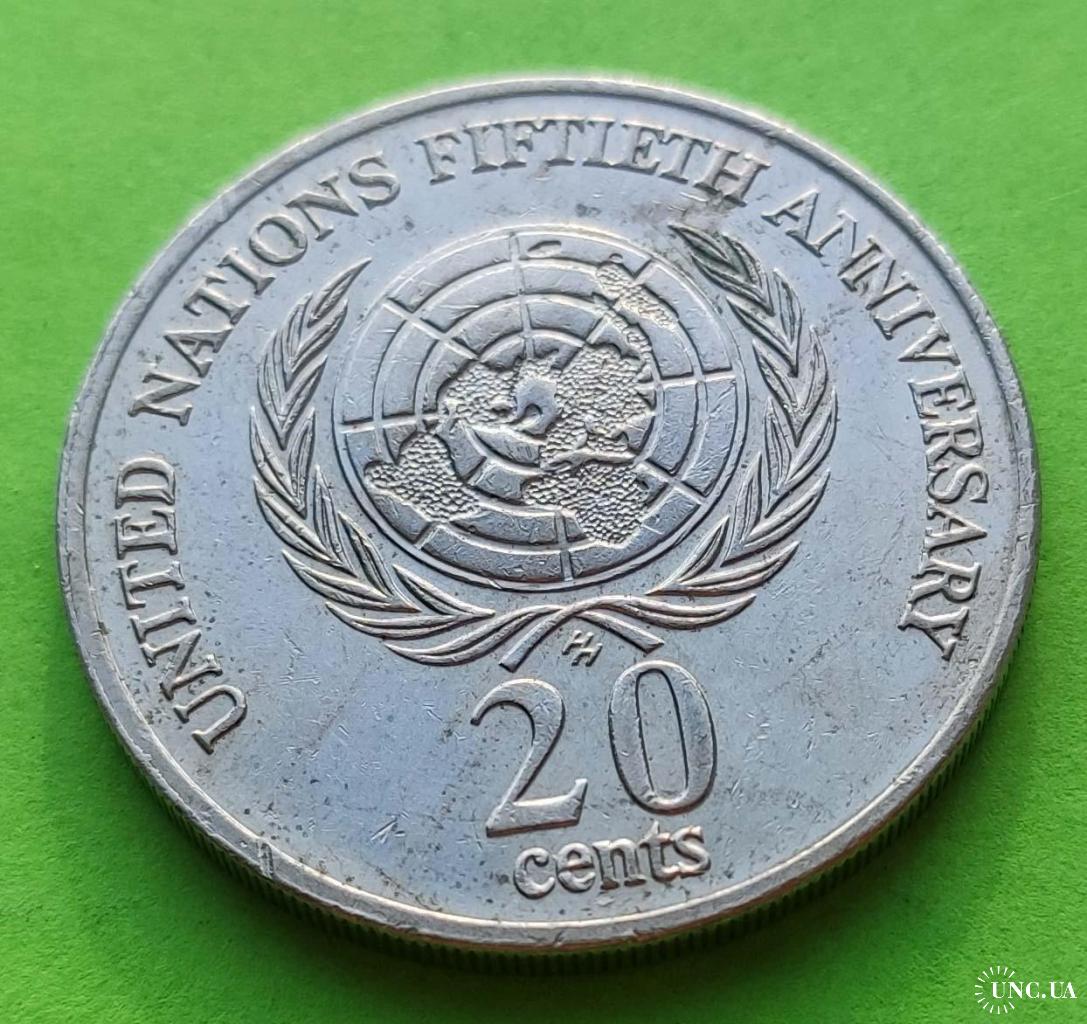 UNITED NATIONS FIFTIETH ANNIVERSARY
HH
20
cents
UNC.UA